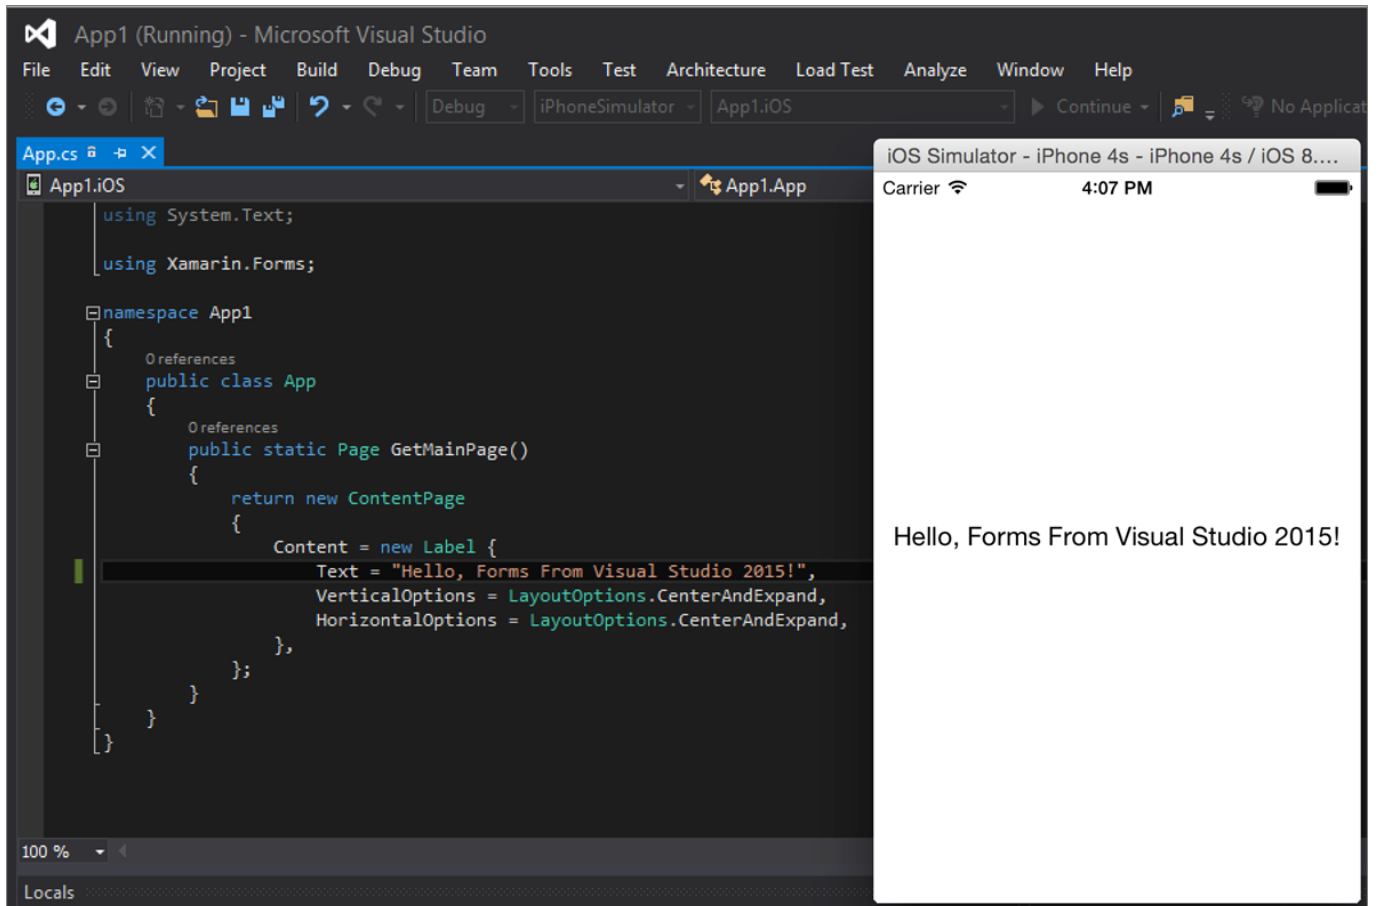 App1 (Running) - Microsoft Visual Studio
File Edit View Project Build Debug Team Tools Test Architecture Load Test Analyze Window Help
Debug iPhoneSimulator App1.iOS Continue No Applicat
App.cs
App1.iOS App1.App
using System.Text;
using Xamarin.Forms;
namespace App1
{
0 references
public class App
{
0 references
public static Page GetMainPage()
{
return new ContentPage
{
Content = new Label {
Text = "Hello, Forms From Visual Studio 2015!",
VerticalOptions = LayoutOptions.CenterAndExpand,
HorizontalOptions = LayoutOptions.CenterAndExpand,
},
};
}
}
}
100 %
Locals
iOS Simulator - iPhone 4s - iPhone 4s / iOS 8....
Carrier 4:07 PM
Hello, Forms From Visual Studio 2015!